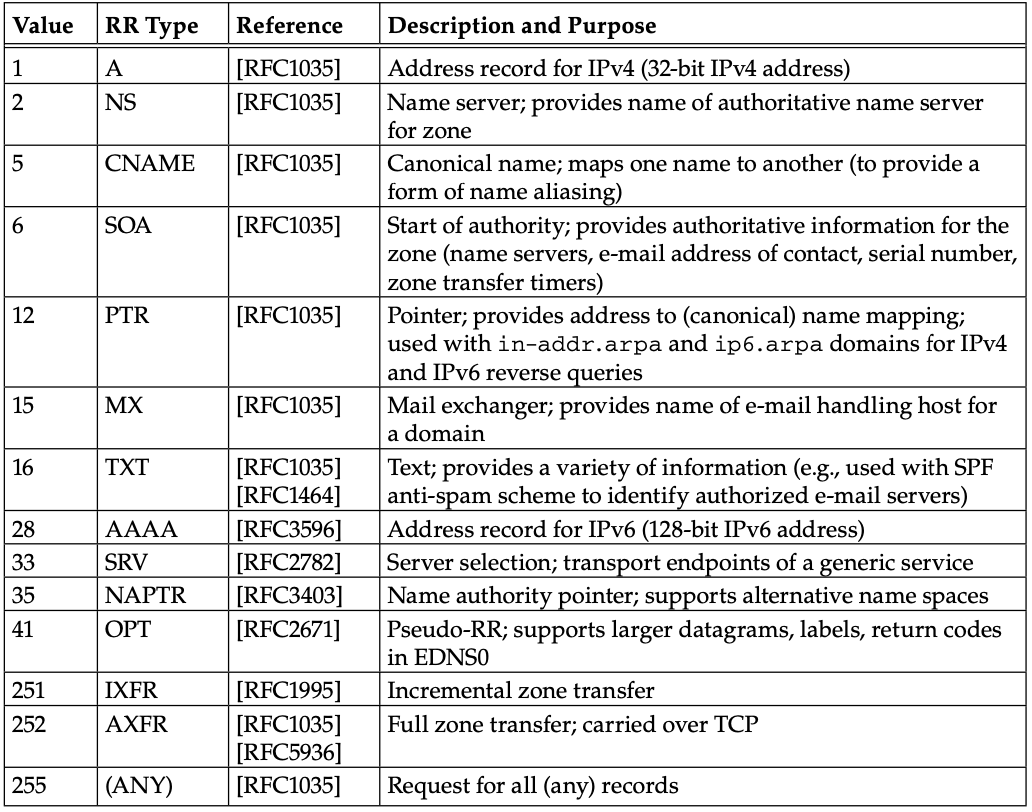 Value RR Type Reference Description and Purpose
1 A [RFC1035] Address record for IPv4 (32-bit IPv4 address)
2 NS [RFC1035] Name server; provides name of authoritative name server
for zone
5 CNAME [RFC1035] Canonical name; maps one name to another (to provide a
form of name aliasing)
6 SOA [RFC1035] Start of authority; provides authoritative information for the
zone (name servers, e-mail address of contact, serial number,
zone transfer timers)
12 PTR [RFC1035] Pointer; provides address to (canonical) name mapping;
used with in-addr.arpa and ip6.arpa domains for IPv4
and IPv6 reverse queries
15 MX [RFC1035] Mail exchanger; provides name of e-mail handling host for
a domain
16 TXT [RFC1035] Text; provides a variety of information (e.g., used with SPF
[RFC1464] anti-spam scheme to identify authorized e-mail servers)
28 AAAA [RFC3596] Address record for IPv6 (128-bit IPv6 address)
33 SRV [RFC2782] Server selection; transport endpoints of a generic service
35 NAPTR [RFC3403] Name authority pointer; supports alternative name spaces
41 OPT [RFC2671] Pseudo-RR; supports larger datagrams, labels, return codes
in EDNS0
251 IXFR [RFC1995] Incremental zone transfer
252 AXFR [RFC1035] Full zone transfer; carried over TCP
[RFC5936]
255 (ANY) [RFC1035] Request for all (any) records